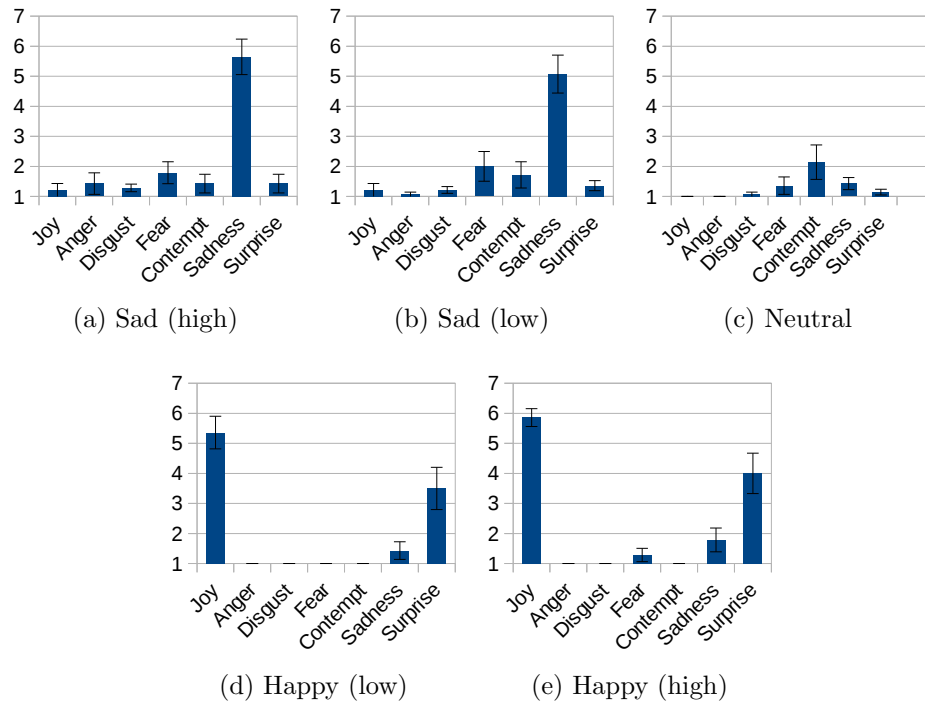 7
6
5
4
3
2
1
Joy
Anger
Disgust
Fear
Contempt
Sadness
Surprise
(a) Sad (high)
7
6
5
4
3
2
1
Joy
Anger
Disgust
Fear
Contempt
Sadness
Surprise
(b) Sad (low)
7
6
5
4
3
2
1
Joy
Anger
Disgust
Fear
Contempt
Sadness
Surprise
(c) Neutral
7
6
5
4
3
2
1
Joy
Anger
Disgust
Fear
Contempt
Sadness
Surprise
(d) Happy (low)
7
6
5
4
3
2
1
Joy
Anger
Disgust
Fear
Contempt
Sadness
Surprise
(e) Happy (high)